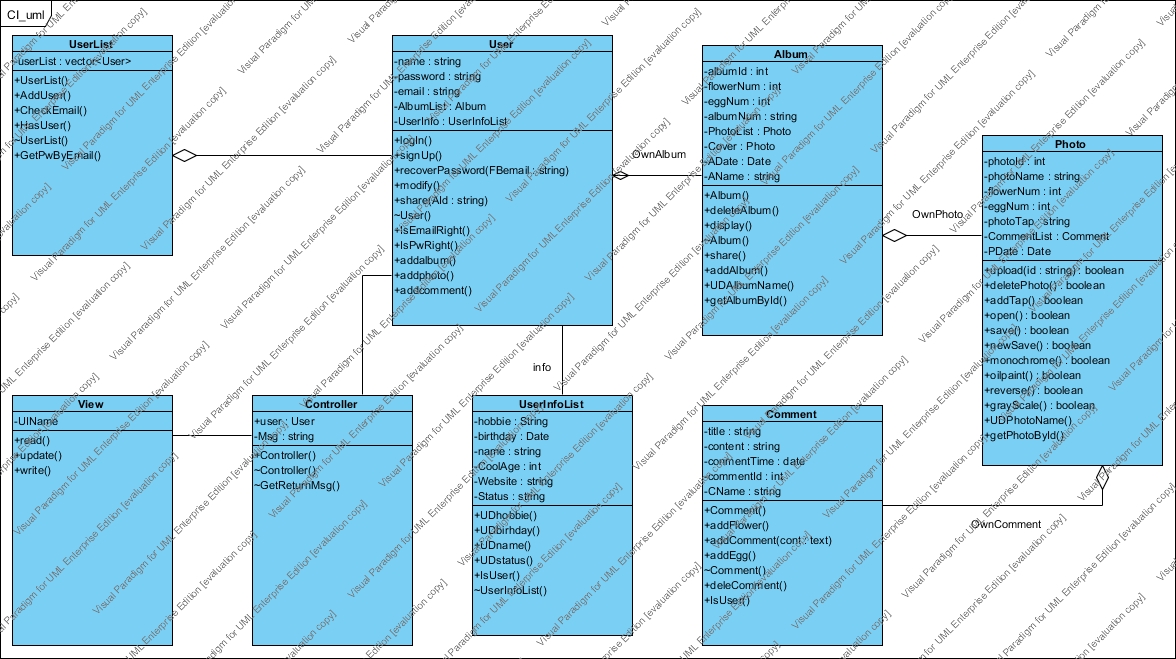 CI_uml
UserList
-userList : vector<User>
+UserList()
+AddUser()
+CheckEmail()
+HasUser()
~UserList()
+GetPwByEmail()
User
-name : string
-password : string
-email : string
-AlbumList : Album
-UserInfo : UserInfoList
+logIn()
+signUp()
+recoverPassword(FBemail : string)
+modify()
+share(AId : string)
~User()
+IsEmailRight()
+IsPwRight()
+addalbum()
+addphoto()
+addcomment()
OwnAlbum
Album
-albumId : int
-flowerNum : int
-eggNum : int
-albumNum : string
-PhotoList : Photo
-Cover : Photo
-ADate : Date
-AName : string
+Album()
+deleteAlbum()
+display()
~Album()
+share()
+addAlbum()
+UDAlbumName()
+getAlbumById()
OwnPhoto
Photo
-photoId : int
-photoName : string
-flowerNum : int
-eggNum : int
-photoTap : string
-CommentList : Comment
-PDate : Date
+upload(id : string) : boolean
+deletePhoto() : boolean
+addTap() : boolean
+open() : boolean
+save() : boolean
+newSave() : boolean
+monochrome() : boolean
+oilpaint() : boolean
+reverse() : boolean
+grayScale() : boolean
+UDPhotoName()
+getPhotoById()
info
View
-UIName
+read()
+update()
+write()
Controller
+user : User
-Msg : string
+Controller()
~Controller()
~GetReturnMsg()
UserInfoList
-hobbie : String
-birthday : Date
-name : string
-CoolAge : int
-Website : string
-Status : string
+UDhobbie()
+UDbirhday()
+UDname()
+UDstatus()
+IsUser()
~UserInfoList()
Comment
-title : string
-content : string
-commentTime : date
-commentId : int
-CName : string
+Comment()
+addFlower()
+addComment(cont : text)
+addEgg()
~Comment()
+deleComment()
+IsUser()
OwnComment
Visual Paradigm for UML Enterprise Edition [evaluation copy]